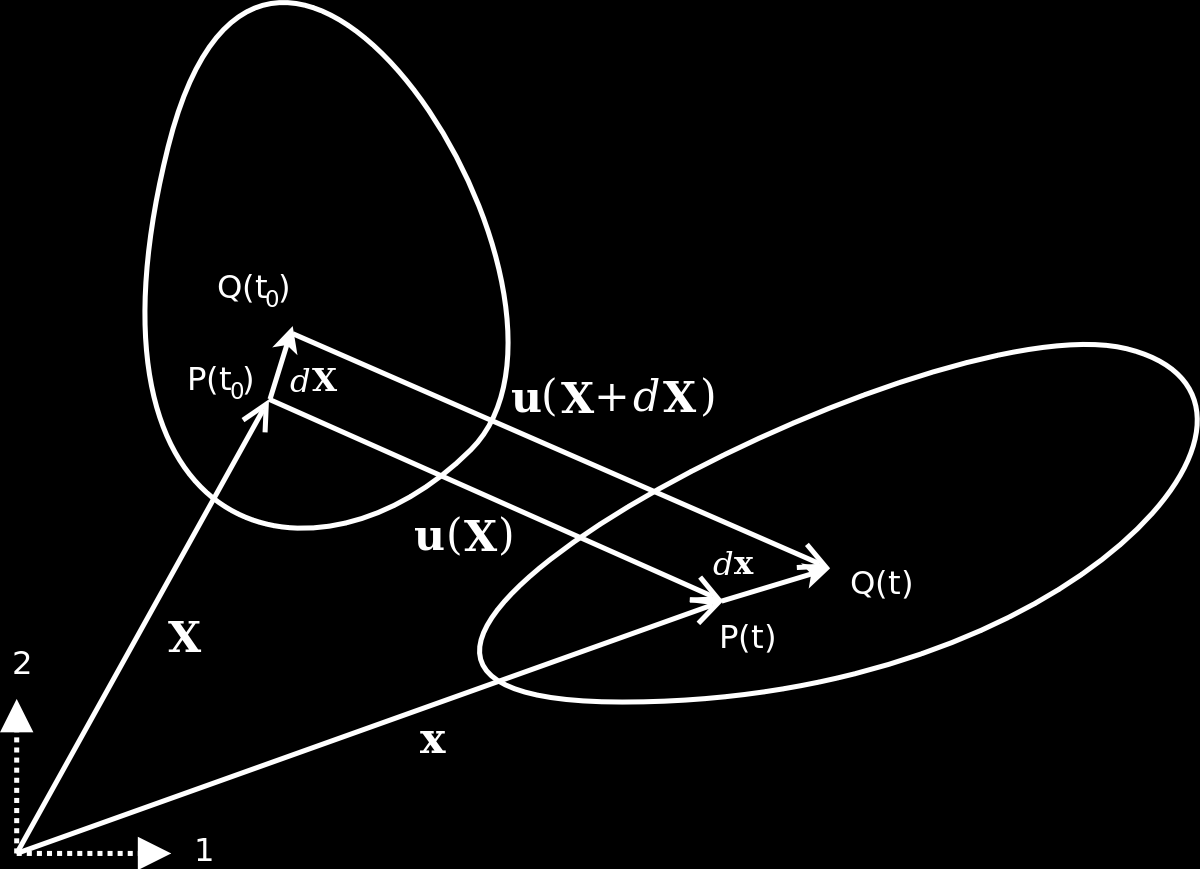 Q(t₀)
P(t₀)
dX
u(X+dX)
u(X)
dx
Q(t)
P(t)
X
2
x
1